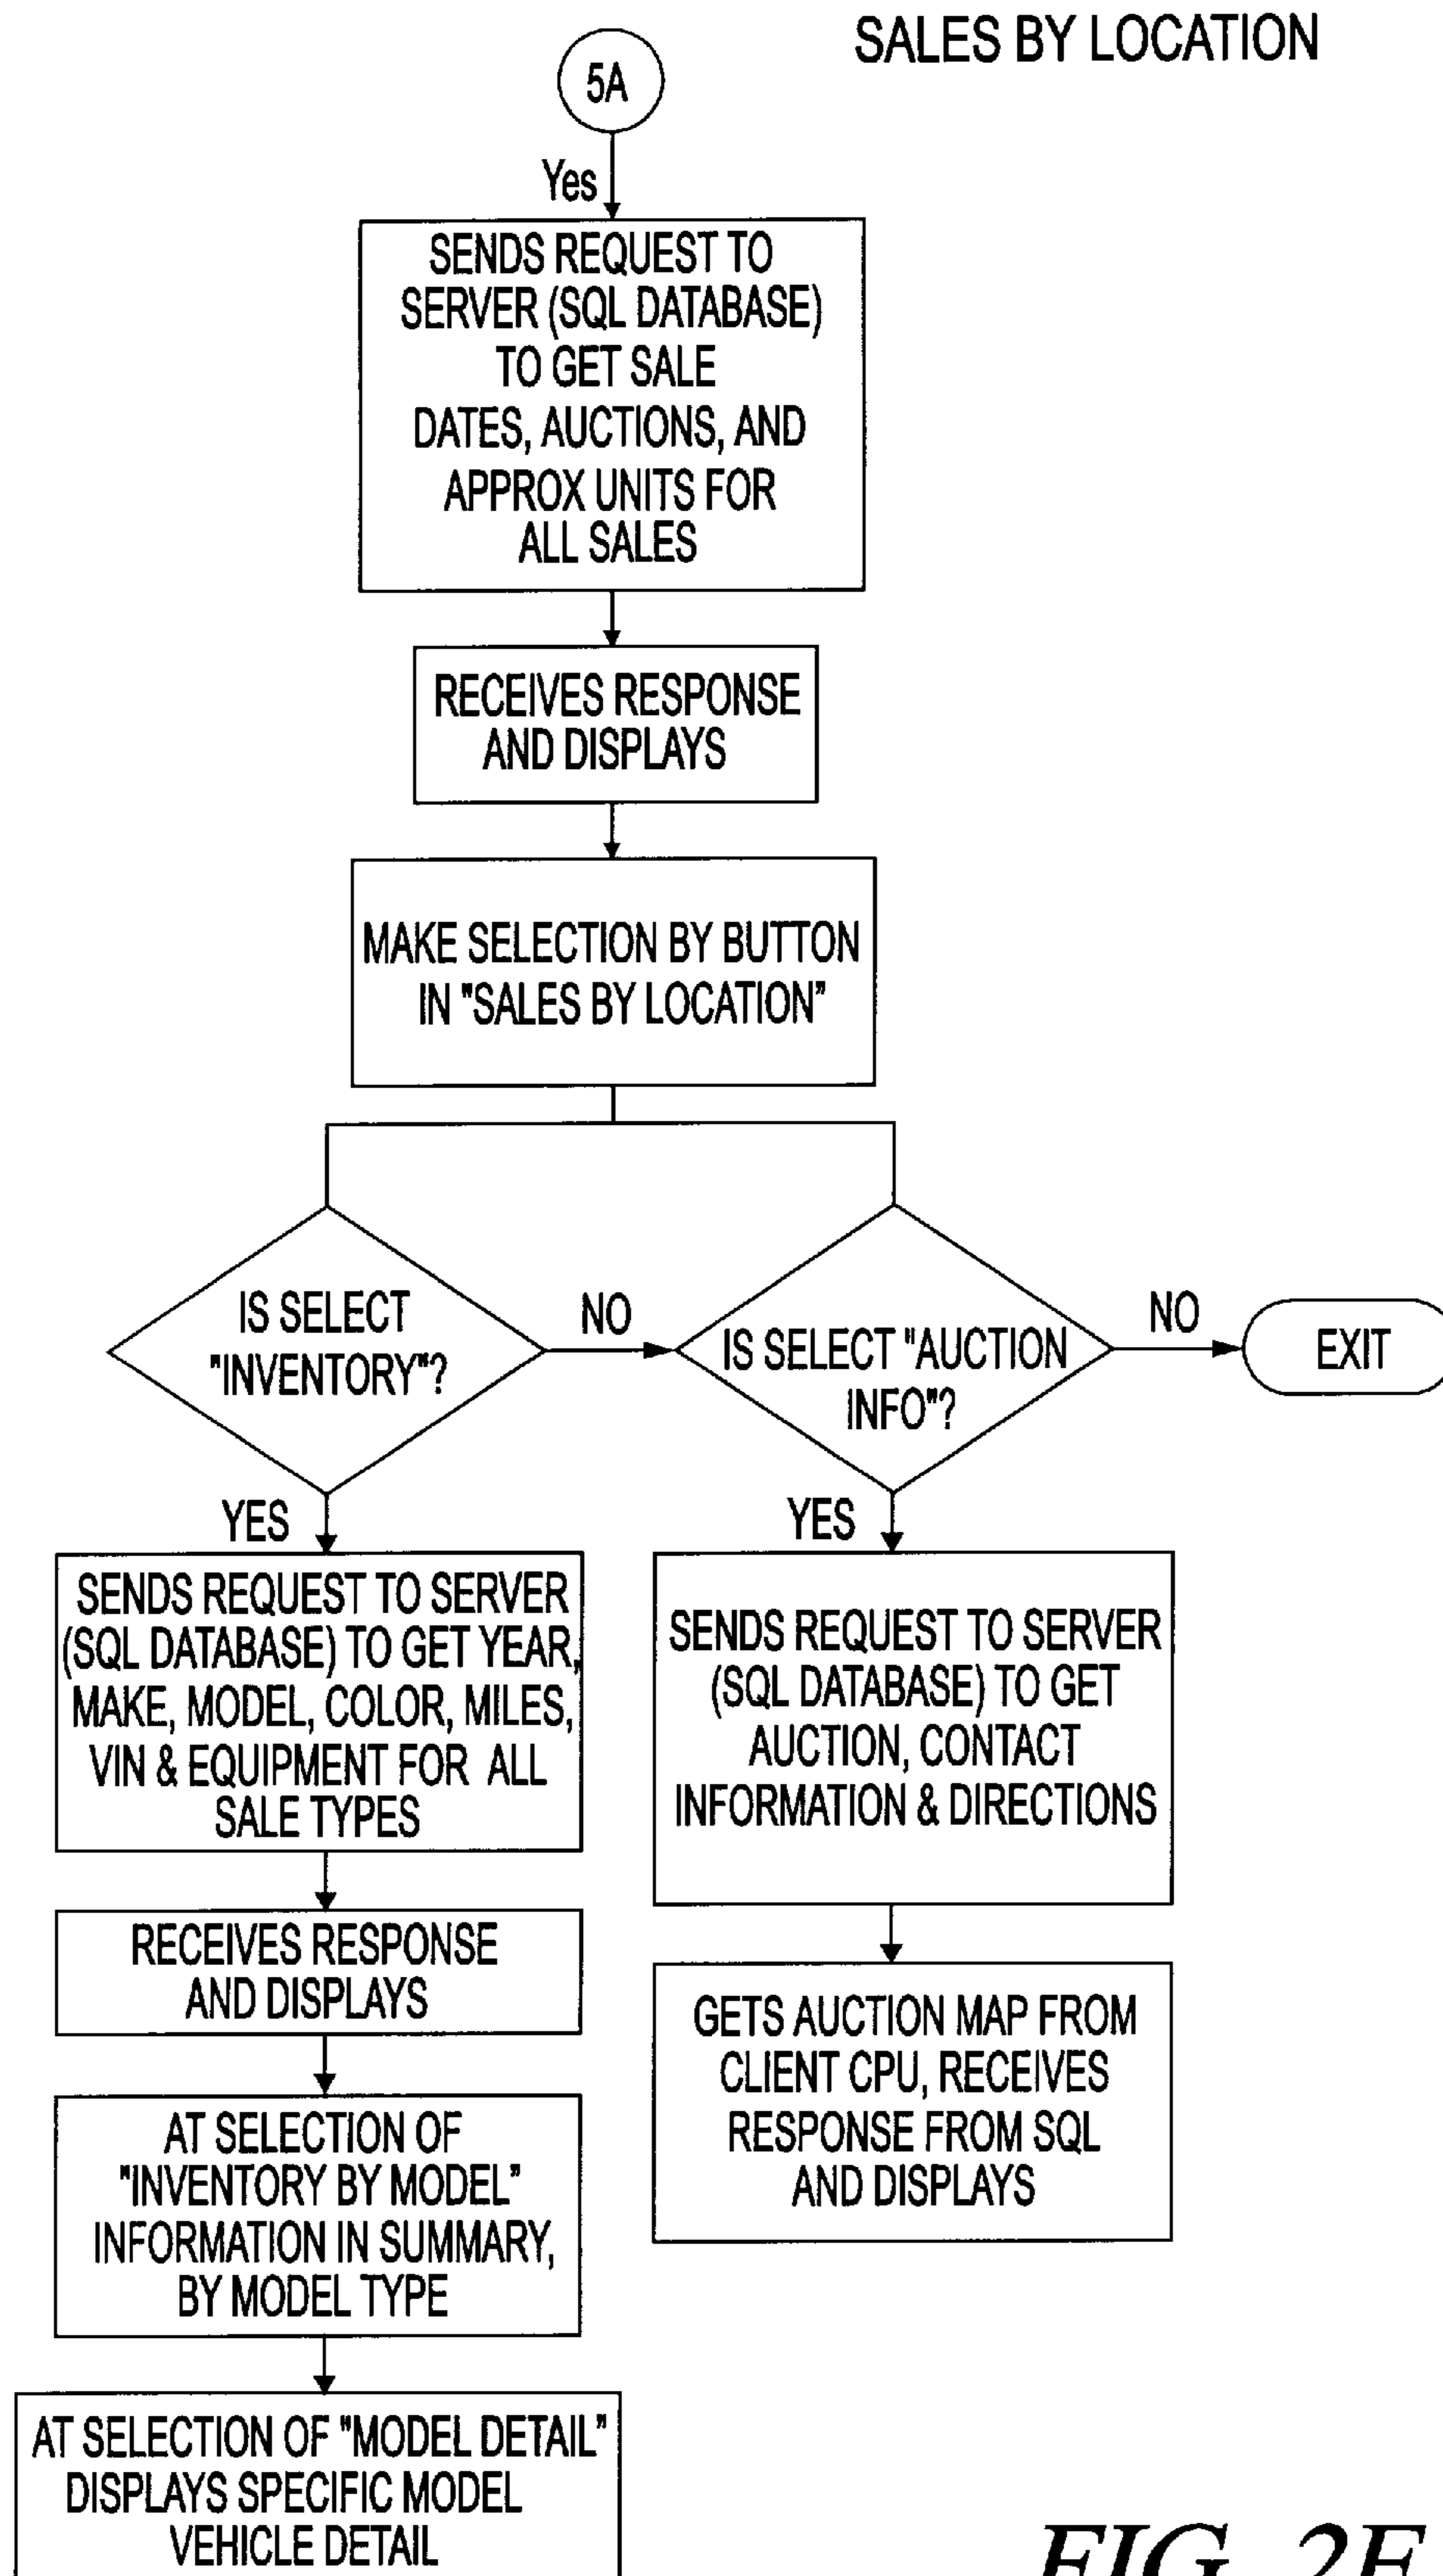 SALES BY LOCATION
5A
Yes
SENDS REQUEST TO
SERVER (SQL DATABASE)
TO GET SALE
DATES, AUCTIONS, AND
APPROX UNITS FOR
ALL SALES
RECEIVES RESPONSE
AND DISPLAYS
MAKE SELECTION BY BUTTON
IN "SALES BY LOCATION"
IS SELECT
"INVENTORY"?
NO
IS SELECT "AUCTION
INFO"?
NO
EXIT
YES
SENDS REQUEST TO SERVER
(SQL DATABASE) TO GET YEAR,
MAKE, MODEL, COLOR, MILES,
VIN & EQUIPMENT FOR ALL
SALE TYPES
RECEIVES RESPONSE
AND DISPLAYS
AT SELECTION OF
"INVENTORY BY MODEL"
INFORMATION IN SUMMARY,
BY MODEL TYPE
AT SELECTION OF "MODEL DETAIL"
DISPLAYS SPECIFIC MODEL
VEHICLE DETAIL
YES
SENDS REQUEST TO SERVER
(SQL DATABASE) TO GET
AUCTION, CONTACT
INFORMATION & DIRECTIONS
GETS AUCTION MAP FROM
CLIENT CPU, RECEIVES
RESPONSE FROM SQL
AND DISPLAYS
FIG.